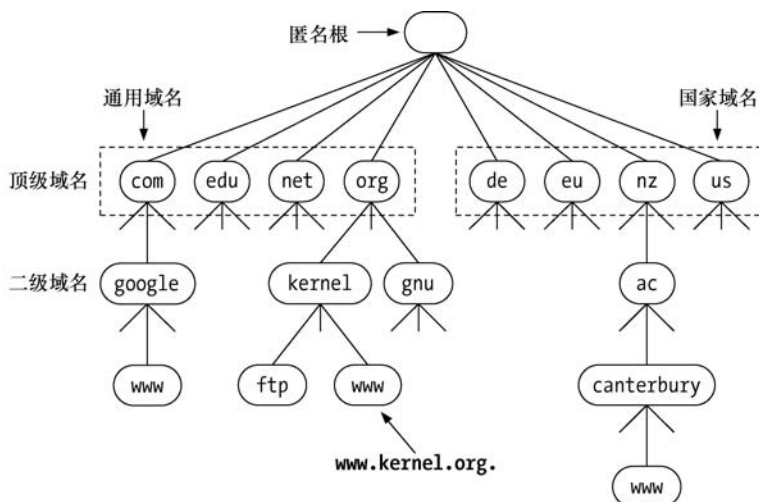 匿名根
通用域名
国家域名
顶级域名
com
edu
net
org
de
eu
nz
us
二级域名
google
kernel
gnu
ac
www
ftp
www
canterbury
www.kernel.org.
www